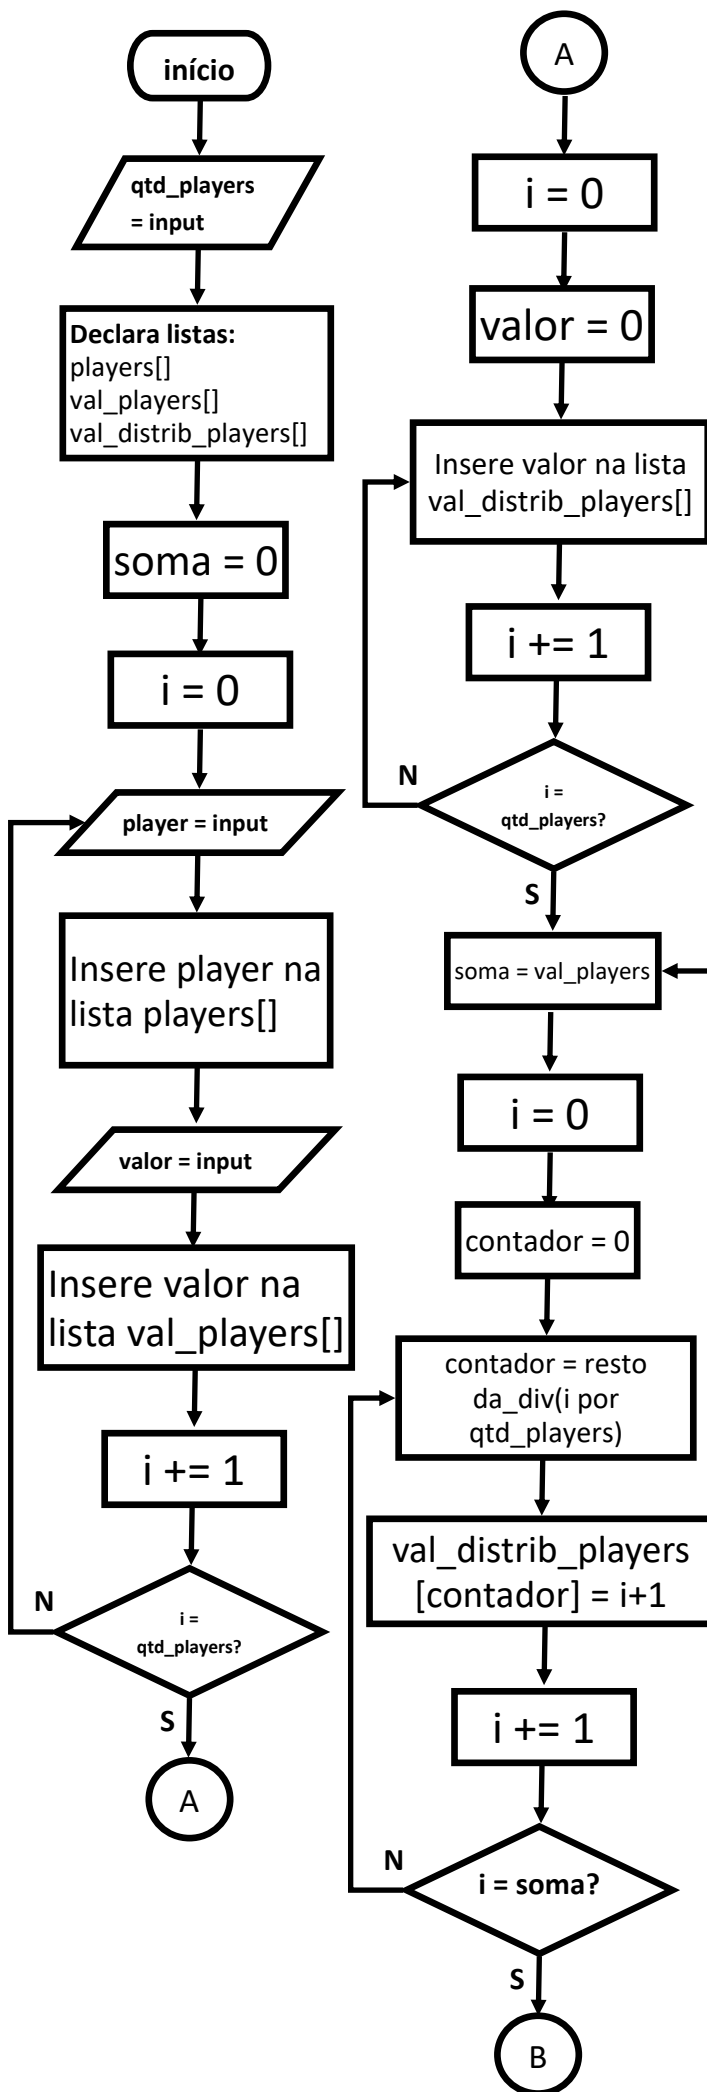 início
qtd_players
= input
Declara listas:
players[]
val_players[]
val_distrib_players[]
soma = 0
i = 0
player = input
Insere player na
lista players[]
valor = input
Insere valor na
lista val_players[]
i += 1
i =
qtd_players?
N
S
A
A
i = 0
valor = 0
Insere valor na lista
val_distrib_players[]
i += 1
i =
qtd_players?
N
S
soma = val_players
i = 0
contador = 0
contador = resto
da_div(i por
qtd_players)
val_distrib_players
[contador] = i+1
i += 1
i = soma?
N
S
B